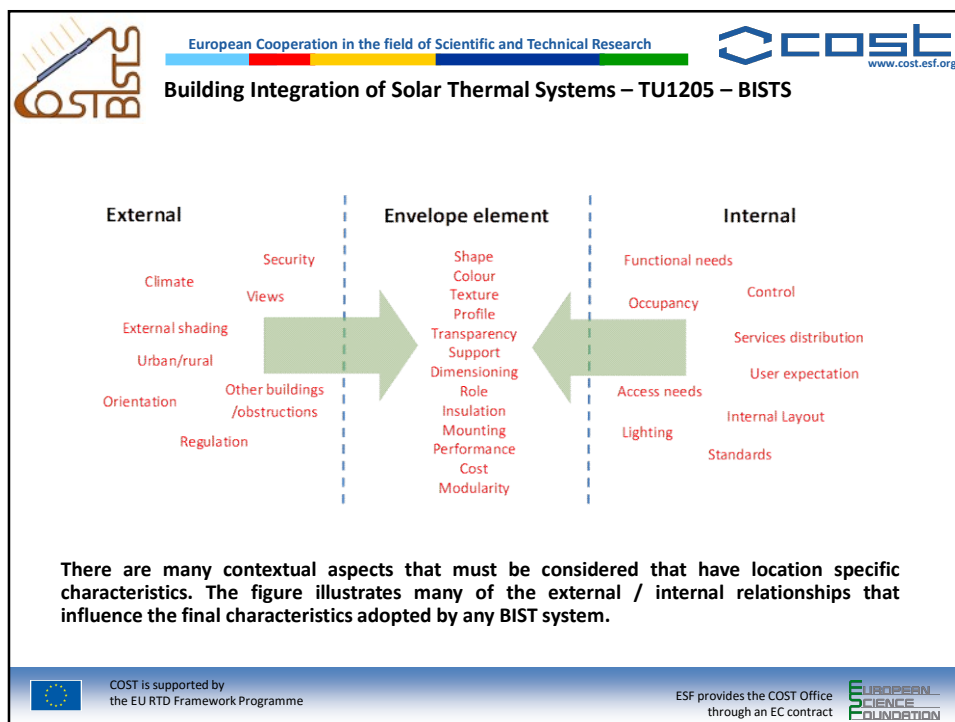 COST BISTS
European Cooperation in the field of Scientific and Technical Research
cost
www.cost.esf.org
Building Integration of Solar Thermal Systems – TU1205 – BISTS
External
Security
Climate
Views
External shading
Urban/rural
Other buildings
/obstructions
Orientation
Regulation
Envelope element
Shape
Colour
Texture
Profile
Transparency
Support
Dimensioning
Role
Insulation
Mounting
Performance
Cost
Modularity
Internal
Functional needs
Control
Occupancy
Services distribution
User expectation
Access needs
Internal Layout
Lighting
Standards
There are many contextual aspects that must be considered that have location specific
characteristics. The figure illustrates many of the external / internal relationships that
influence the final characteristics adopted by any BIST system.
COST is supported by
the EU RTD Framework Programme
ESF provides the COST Office
through an EC contract
EUROPEAN
SCIENCE
FOUNDATION